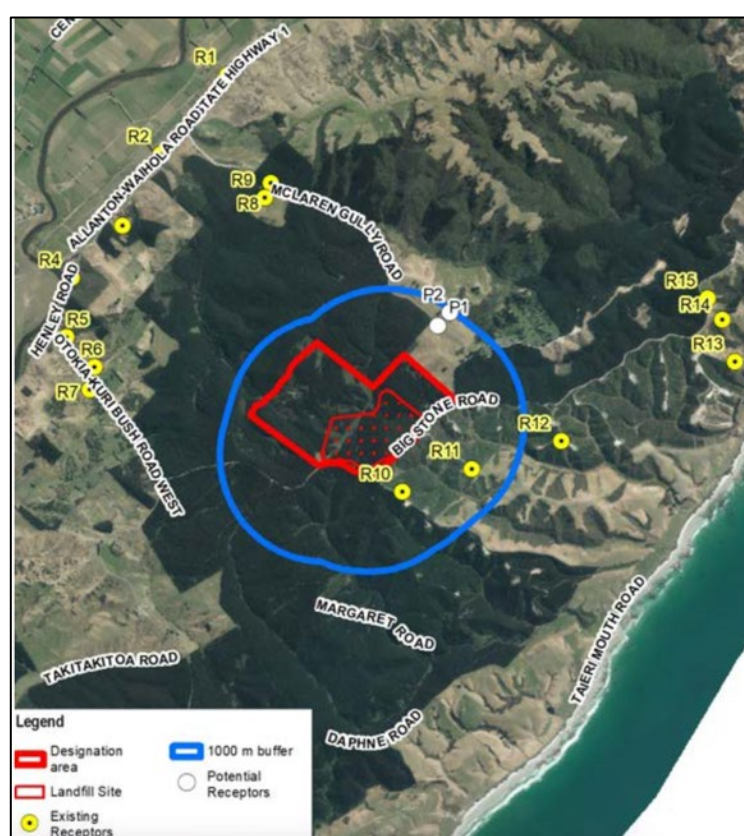 CEN
R1
ALLANTON-WAIHOLA ROAD
STATE HIGHWAY 1
R2
R9
R8
MCLAREN GULLY ROAD
R4
HENLEY ROAD
P2
P1
R15
R14
R5
R6
R7
OTOKIA-KURI BUSH ROAD WEST
R13
BIG STONE ROAD
R12
R11
R10
MARGARET ROAD
TAIERI MOUTH ROAD
TAKITAKITOA ROAD
DAPHNE ROAD
Legend
Designation
area
Landfill Site
Existing
Receptors
1000 m buffer
Potential
Receptors